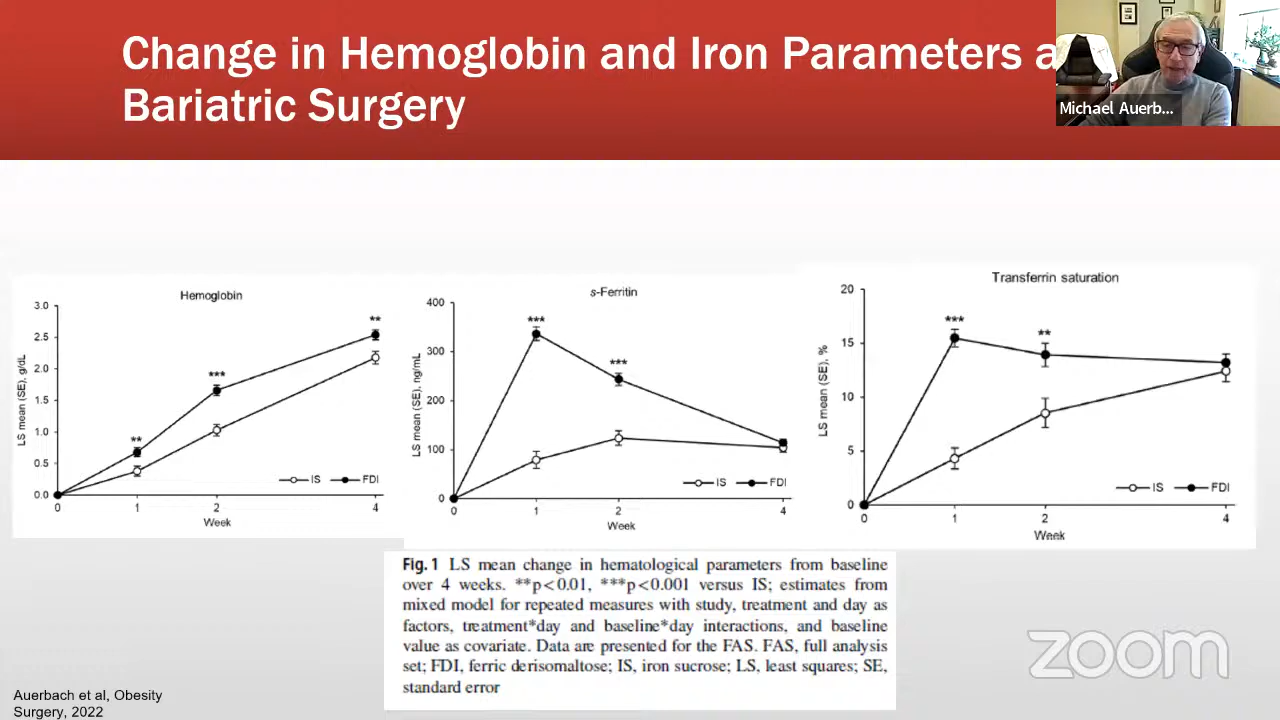 Change in Hemoglobin and Iron Parameters a
Bariatric Surgery
Michael Auerb...
Hemoglobin
3.0
2.5
2.0
1.5
1.0
0.5
0.0
LS mean (SE), g/dL
**
***
**
IS
FDI
0
1
2
4
Week
s-Ferritin
400
300
200
100
0
LS mean (SE), ng/mL
***
***
IS
FDI
0
1
2
4
Week
Transferrin saturation
20
15
10
5
0
LS mean (SE), %
***
**
IS
FDI
0
1
2
4
Week
Fig. 1 LS mean change in hematological parameters from baseline
over 4 weeks. **p<0.01, ***p<0.001 versus IS; estimates from
mixed model for repeated measures with study, treatment and day as
factors, treatment*day and baseline*day interactions, and baseline
value as covariate. Data are presented for the FAS. FAS, full analysis
set; FDI, ferric derisomaltose; IS, iron sucrose; LS, least squares; SE,
standard error
zoom
Auerbach et al, Obesity
Surgery, 2022